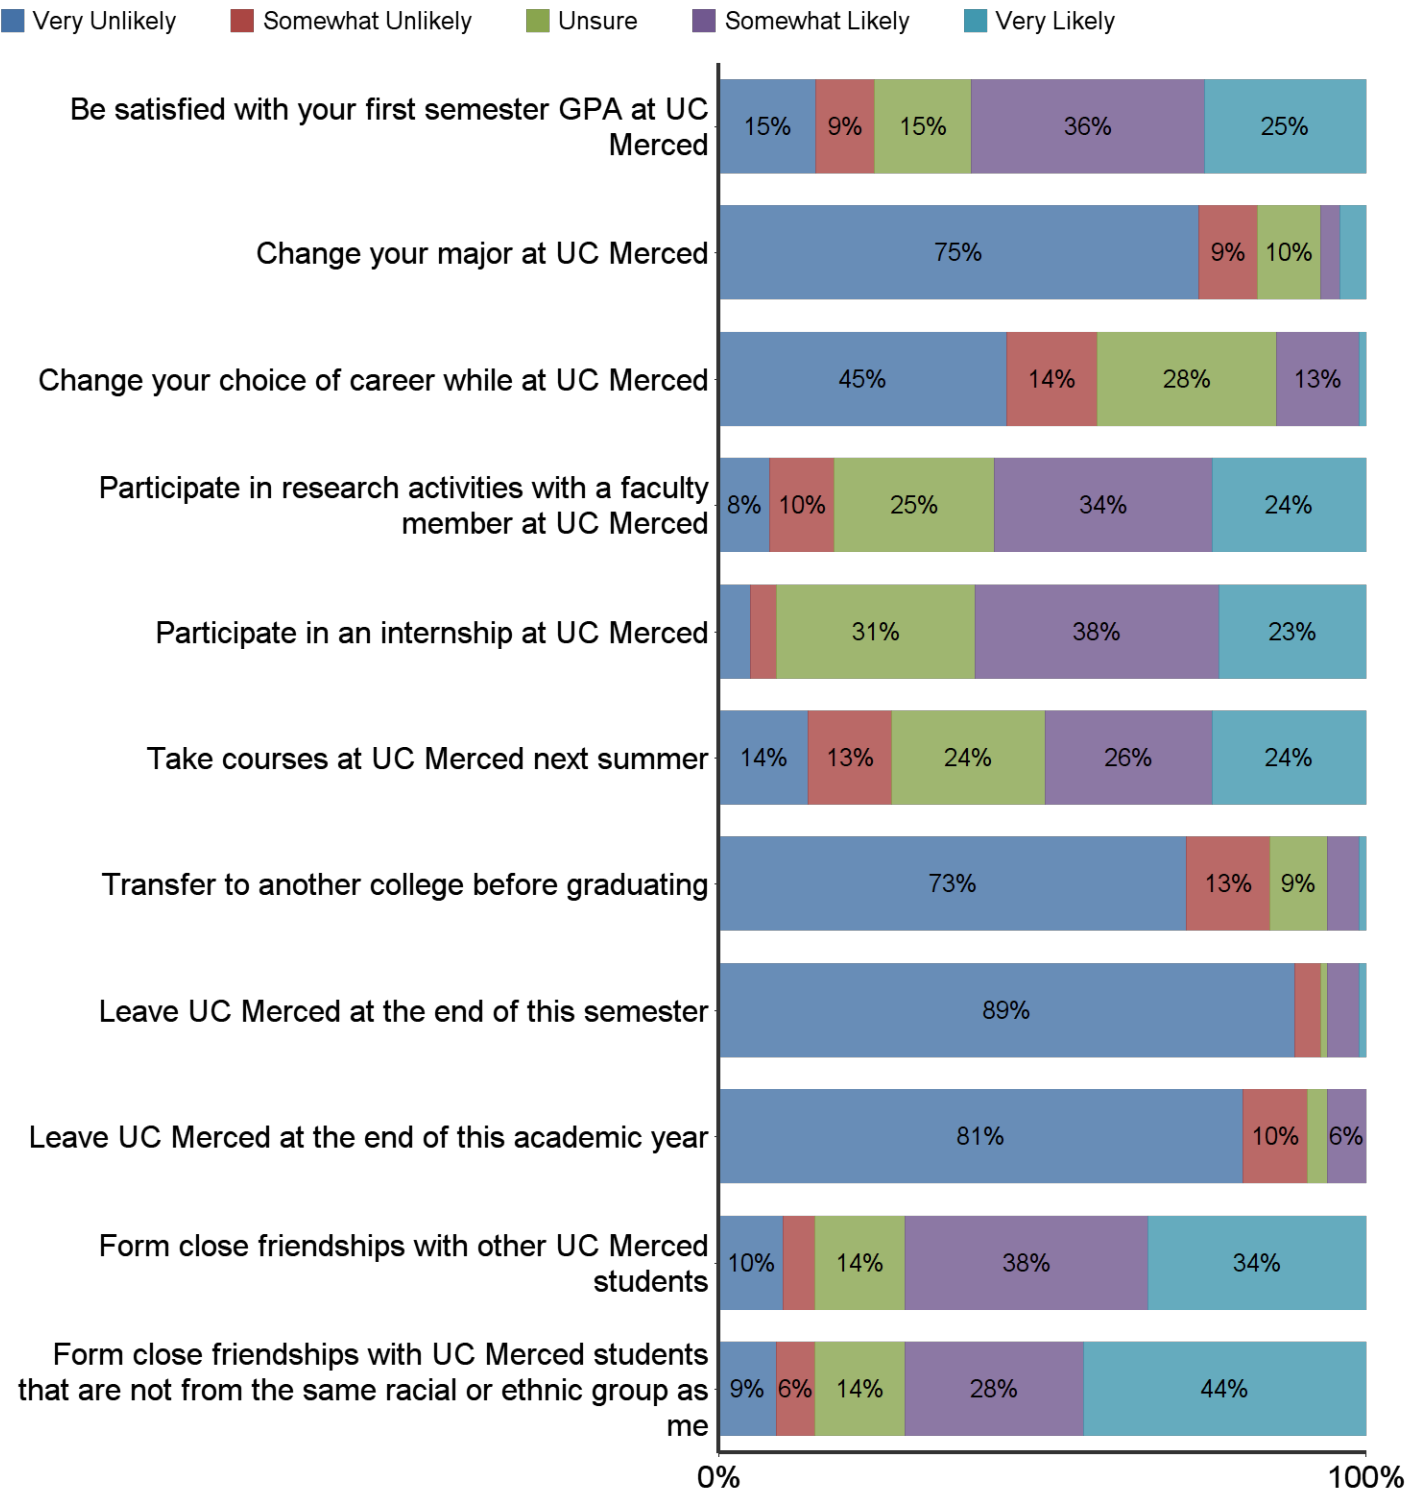 Very Unlikely Somewhat Unlikely Unsure Somewhat Likely Very Likely
Be satisfied with your first semester GPA at UC
Merced
15% 9% 15% 36% 25%
Change your major at UC Merced
75% 9% 10%
Change your choice of career while at UC Merced
45% 14% 28% 13%
Participate in research activities with a faculty
member at UC Merced
8% 10% 25% 34% 24%
Participate in an internship at UC Merced
31% 38% 23%
Take courses at UC Merced next summer
14% 13% 24% 26% 24%
Transfer to another college before graduating
73% 13% 9%
Leave UC Merced at the end of this semester
89%
Leave UC Merced at the end of this academic year
81% 10% 6%
Form close friendships with other UC Merced
students
10% 14% 38% 34%
Form close friendships with UC Merced students
that are not from the same racial or ethnic group as
me
9% 6% 14% 28% 44%
0% 100%